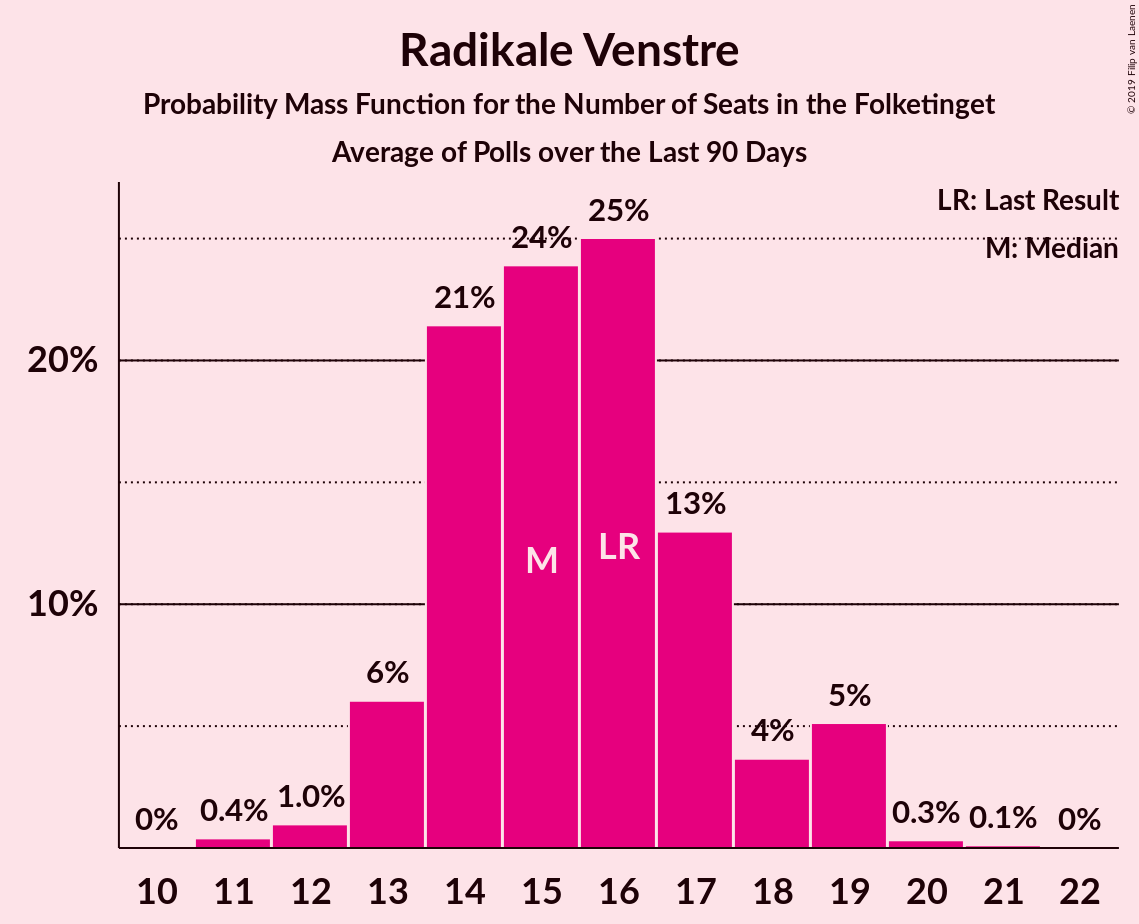 Radikale Venstre
Probability Mass Function for the Number of Seats in the Folketinget
Average of Polls over the Last 90 Days
© 2019 Filip van Laenen
LR: Last Result
M: Median
25%
24%
21%
20%
13%
M
LR
10%
6%
5%
4%
0%
0.4%
1.0%
0.3%
0.1%
0%
10 11 12 13 14 15 16 17 18 19 20 21 22